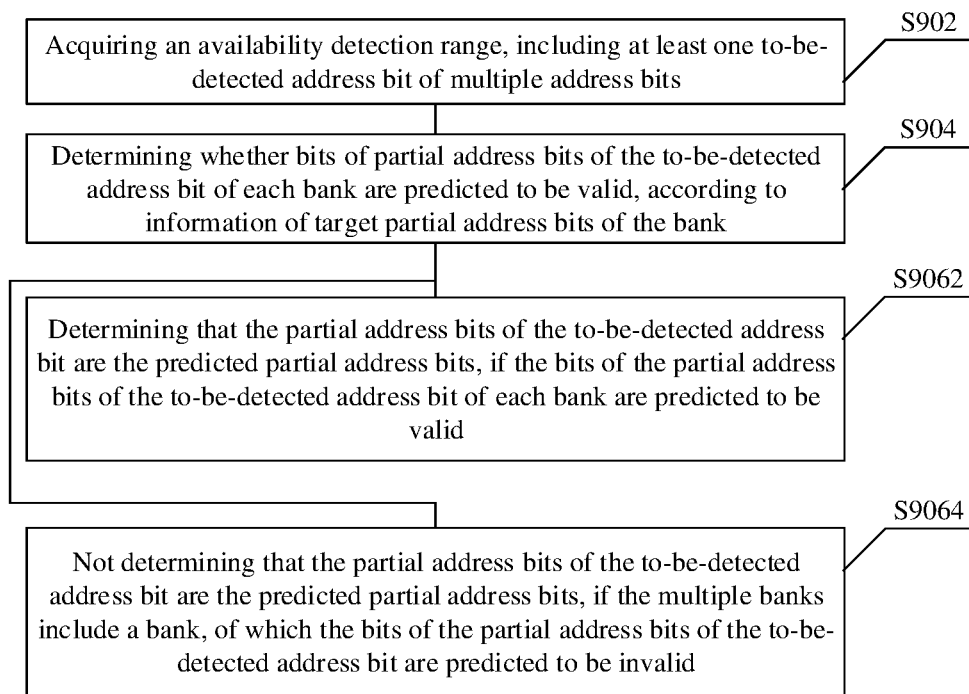 S902
Acquiring an availability detection range, including at least one to-be-
detected address bit of multiple address bits
S904
Determining whether bits of partial address bits of the to-be-detected
address bit of each bank are predicted to be valid, according to
information of target partial address bits of the bank
S9062
Determining that the partial address bits of the to-be-detected address
bit are the predicted partial address bits, if the bits of the partial address
bits of the to-be-detected address bit of each bank are predicted to be
valid
S9064
Not determining that the partial address bits of the to-be-detected
address bit are the predicted partial address bits, if the multiple banks
include a bank, of which the bits of the partial address bits of the to-be-
detected address bit are predicted to be invalid